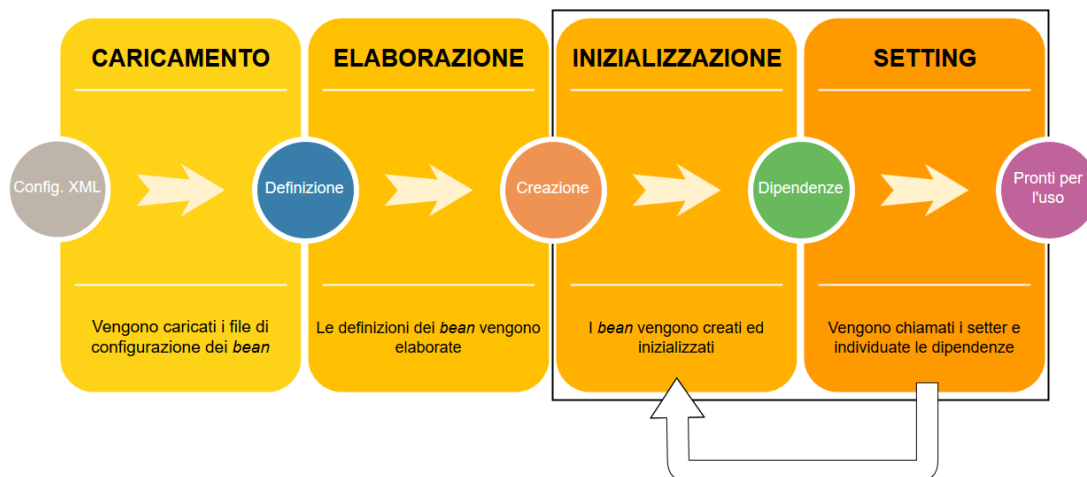 CARICAMENTO
ELABORAZIONE
INIZIALIZZAZIONE
SETTING
Config. XML
Definizione
Creazione
Dipendenze
Pronti per
l'uso
Vengono caricati i file di
configurazione dei bean
Le definizioni dei bean vengono
elaborate
I bean vengono creati ed
inizializzati
Vengono chiamati i setter e
individuate le dipendenze